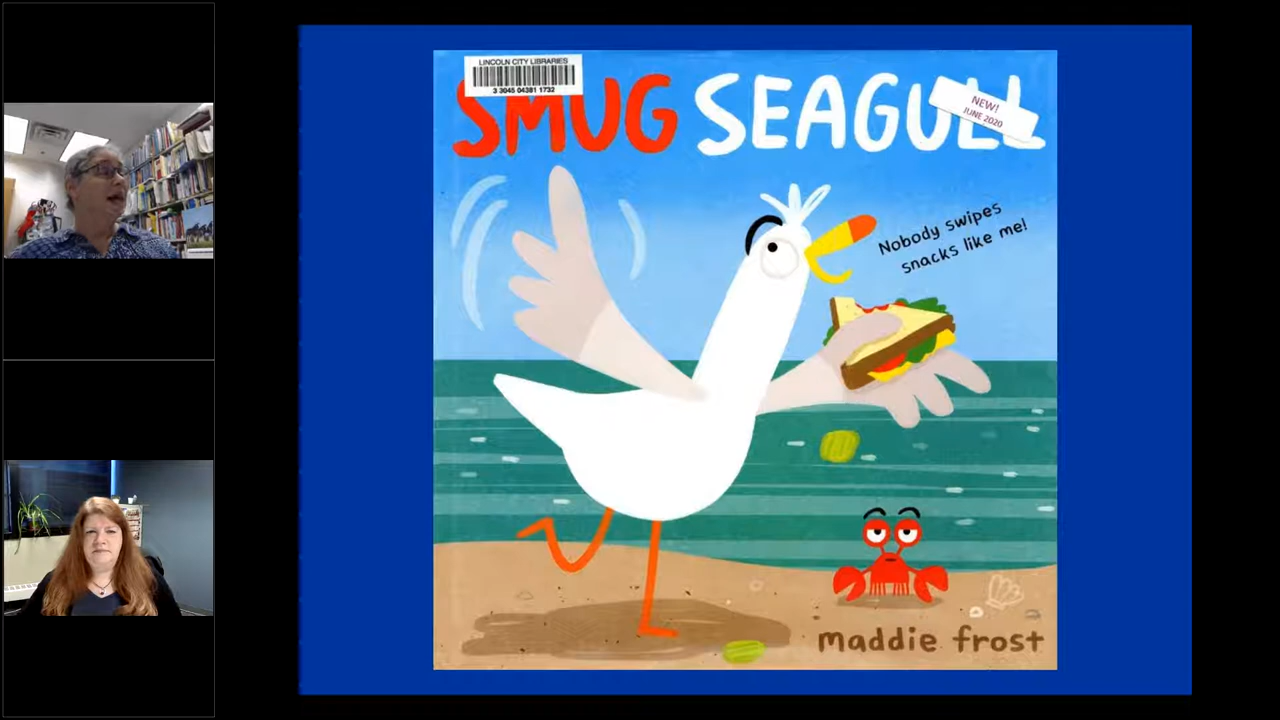 LINCOLN CITY LIBRARIES
3 3045 04381 1732
SMUG SEAGULL
NEW!
JUNE 2020
Nobody swipes
snacks like me!
maddie frost